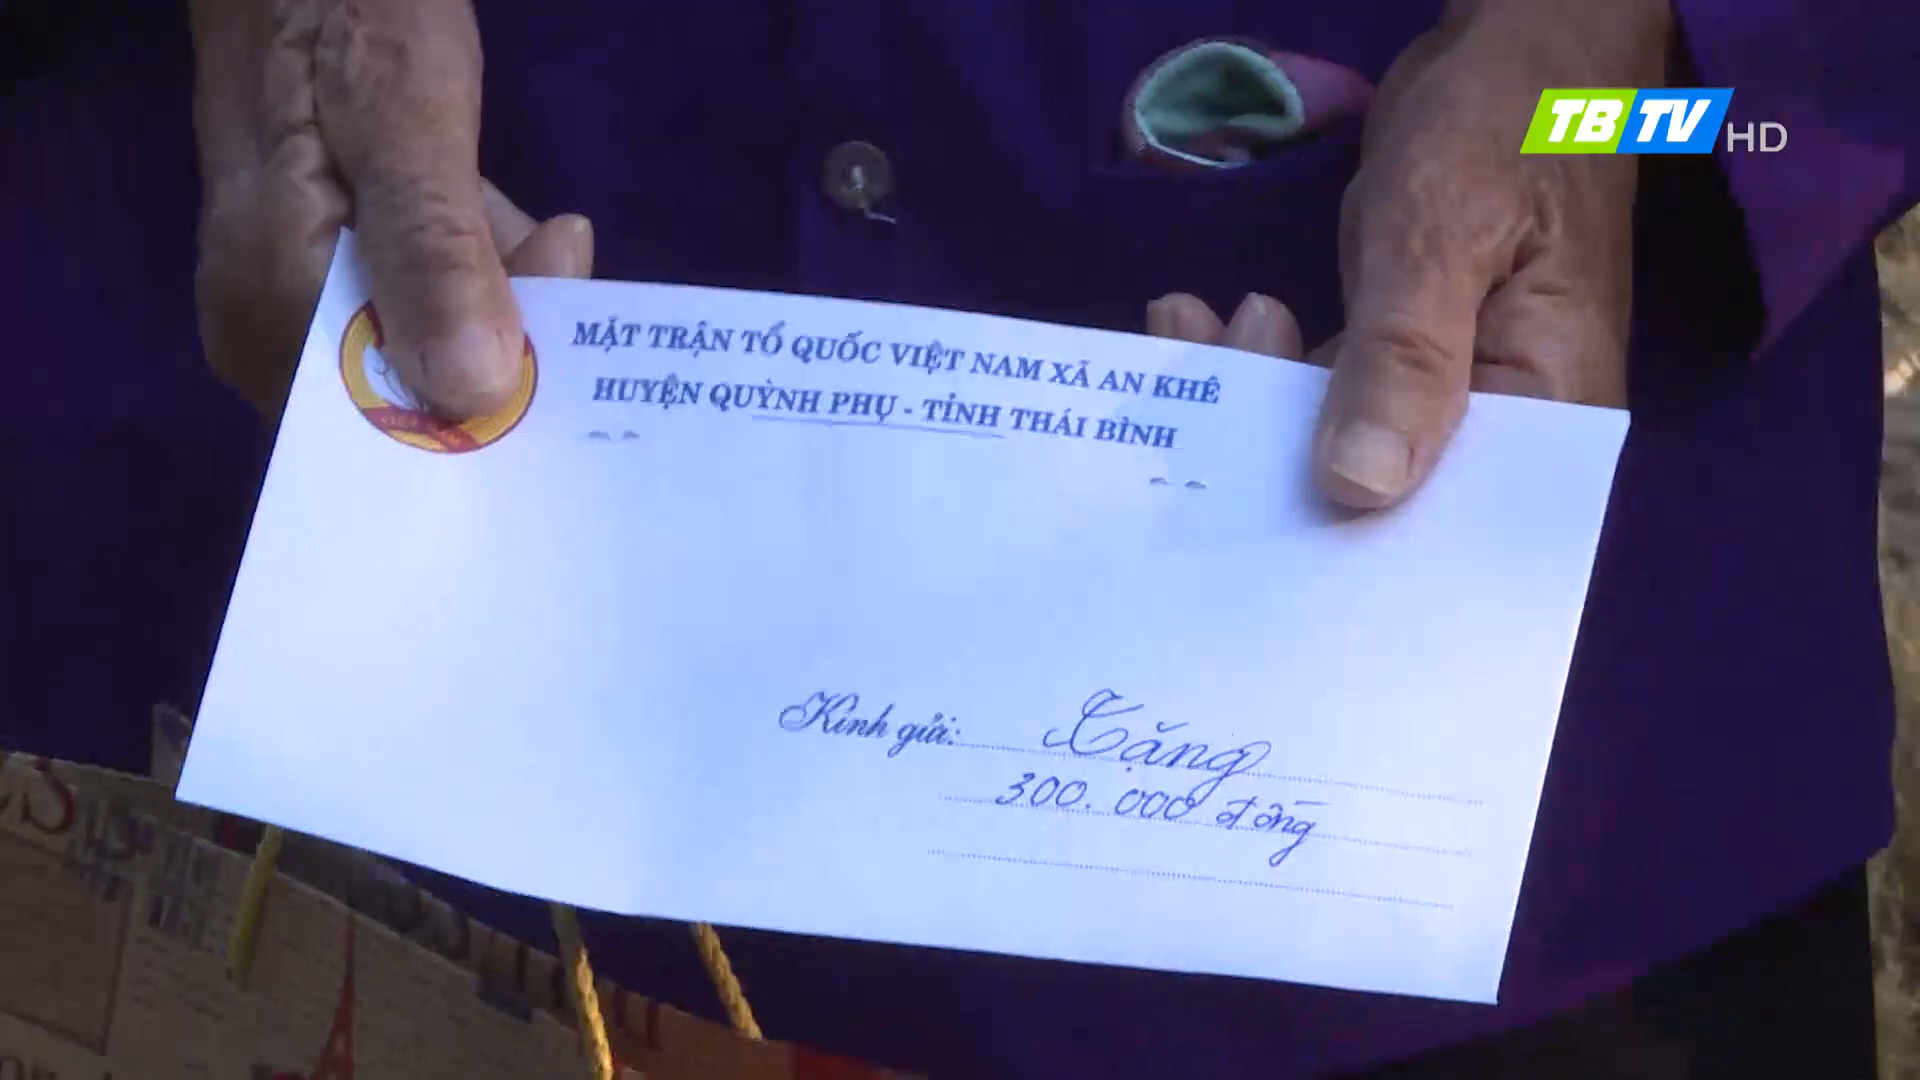 TBTV HD
MẶT TRẬN TỔ QUỐC VIỆT NAM XÃ AN KHÊ
HUYỆN QUỲNH PHỤ - TỈNH THÁI BÌNH
Kính gửi: Tặng
300.000 đồng